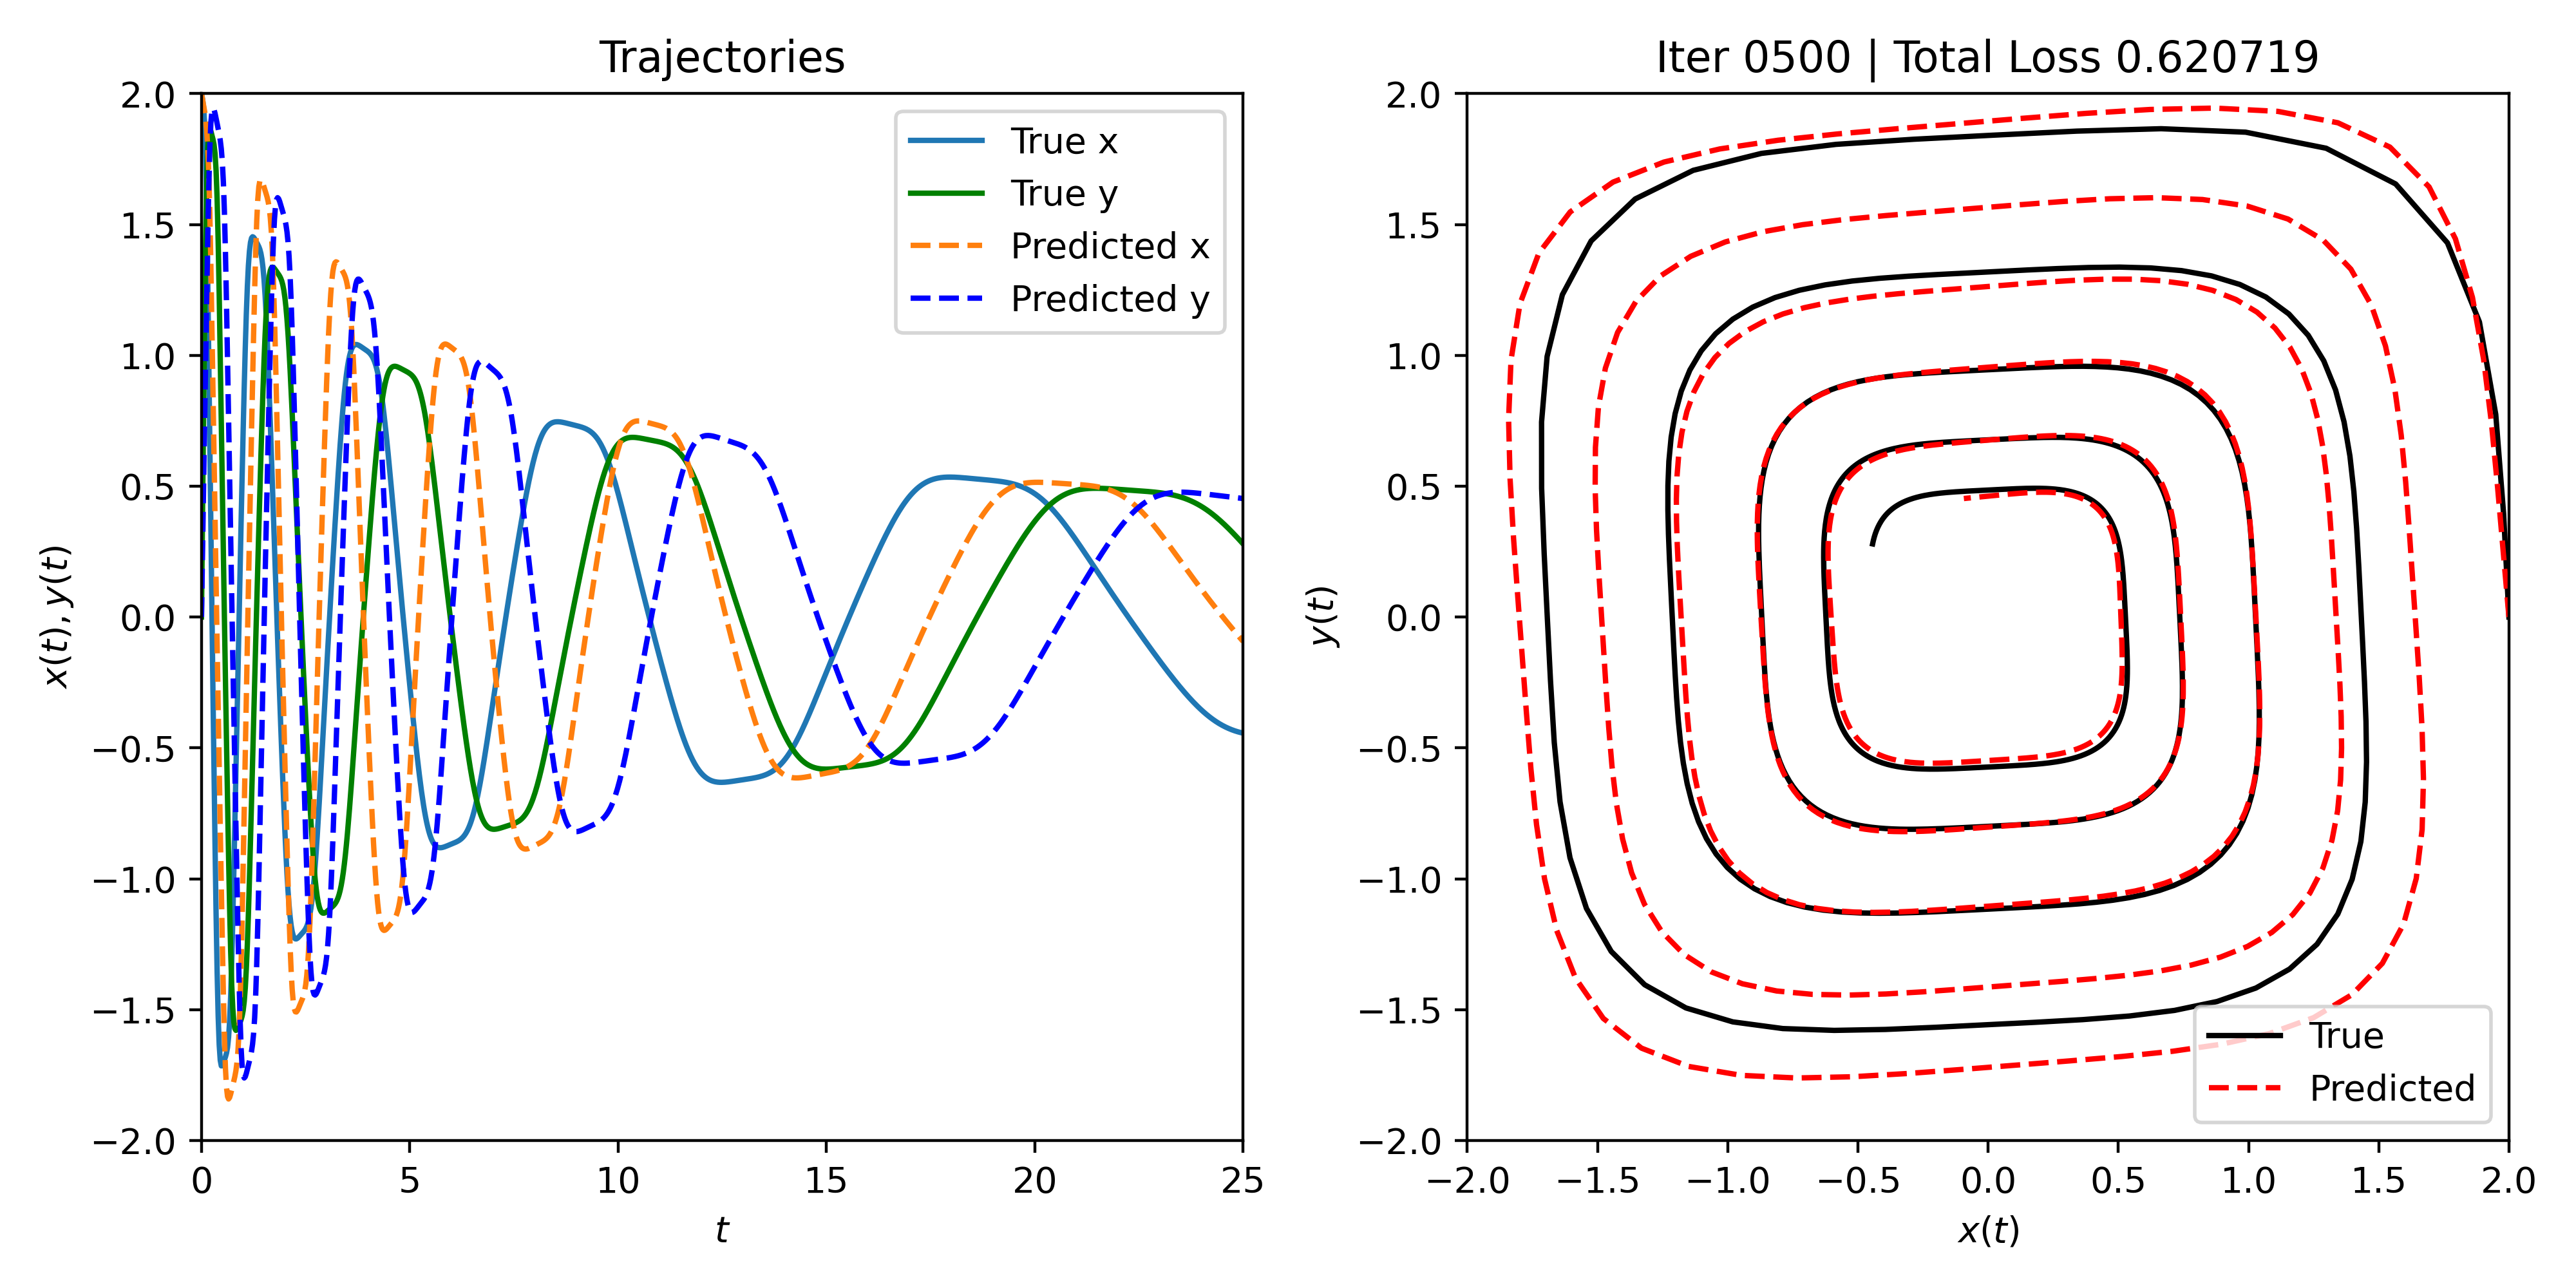 Trajectories
2.0
1.5
1.0
0.5
0.0
−0.5
−1.0
−1.5
−2.0
x(t), y(t)
0 5 10 15 20 25
t
True x
True y
Predicted x
Predicted y
Iter 0500 | Total Loss 0.620719
2.0
1.5
1.0
0.5
0.0
−0.5
−1.0
−1.5
−2.0
y(t)
−2.0 −1.5 −1.0 −0.5 0.0 0.5 1.0 1.5 2.0
x(t)
True
Predicted